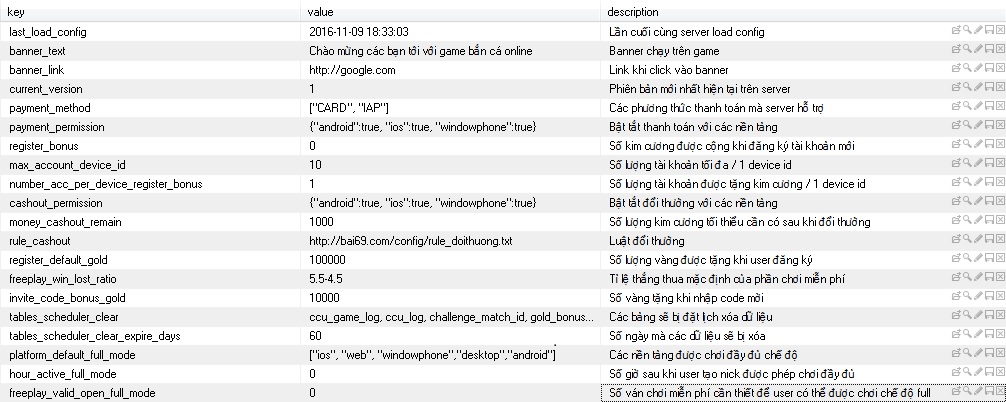 key value description
last_load_config 2016-11-09 18:33:03 Lần cuối cùng server load config
banner_text Chào mừng các bạn tới với game bắn cá online Banner chạy trên game
banner_link http://google.com Link khi click vào banner
current_version 1 Phiên bản mới nhất hiện tại trên server
payment_method ["CARD", "IAP"] Các phương thức thanh toán mà server hỗ trợ
payment_permission {"android":true, "ios":true, "windowphone":true} Bật tắt thanh toán với các nền tảng
register_bonus 0 Số kim cương được cộng khi đăng ký tài khoản mới
max_account_device_id 10 Số lượng tài khoản tối đa / 1 device id
number_acc_per_device_register_bonus 1 Số lượng tài khoản được tặng kim cương / 1 device id
cashout_permission {"android":true, "ios":true, "windowphone":true} Bật tắt đổi thưởng với các nền tảng
money_cashout_remain 1000 Số lượng kim cương tối thiểu cần có sau khi đổi thưởng
rule_cashout http://bai69.com/config/rule_doithuong.txt Luật đổi thưởng
register_default_gold 100000 Số lượng vàng được tặng khi user đăng ký
freeplay_win_lost_ratio 5.5-4.5 Tỉ lệ thắng thua mặc định của phần chơi miễn phí
invite_code_bonus_gold 10000 Số vàng tặng khi nhập code mời
tables_scheduler_clear ccu_game_log, ccu_log, challenge_match_id, gold_bonus... Các bảng sẽ bị đặt lịch xóa dữ liệu
tables_scheduler_clear_expire_days 60 Số ngày mà các dữ liệu sẽ bị xóa
platform_default_full_mode ["ios", "web", "windowphone","desktop","android"] Các nền tảng được chơi đầy đủ chế độ
hour_active_full_mode 0 Số giờ sau khi user tạo nick được phép chơi đầy đủ
freeplay_valid_open_full_mode 0 Số ván chơi miễn phí cần thiết để user có thể được chơi chế độ full